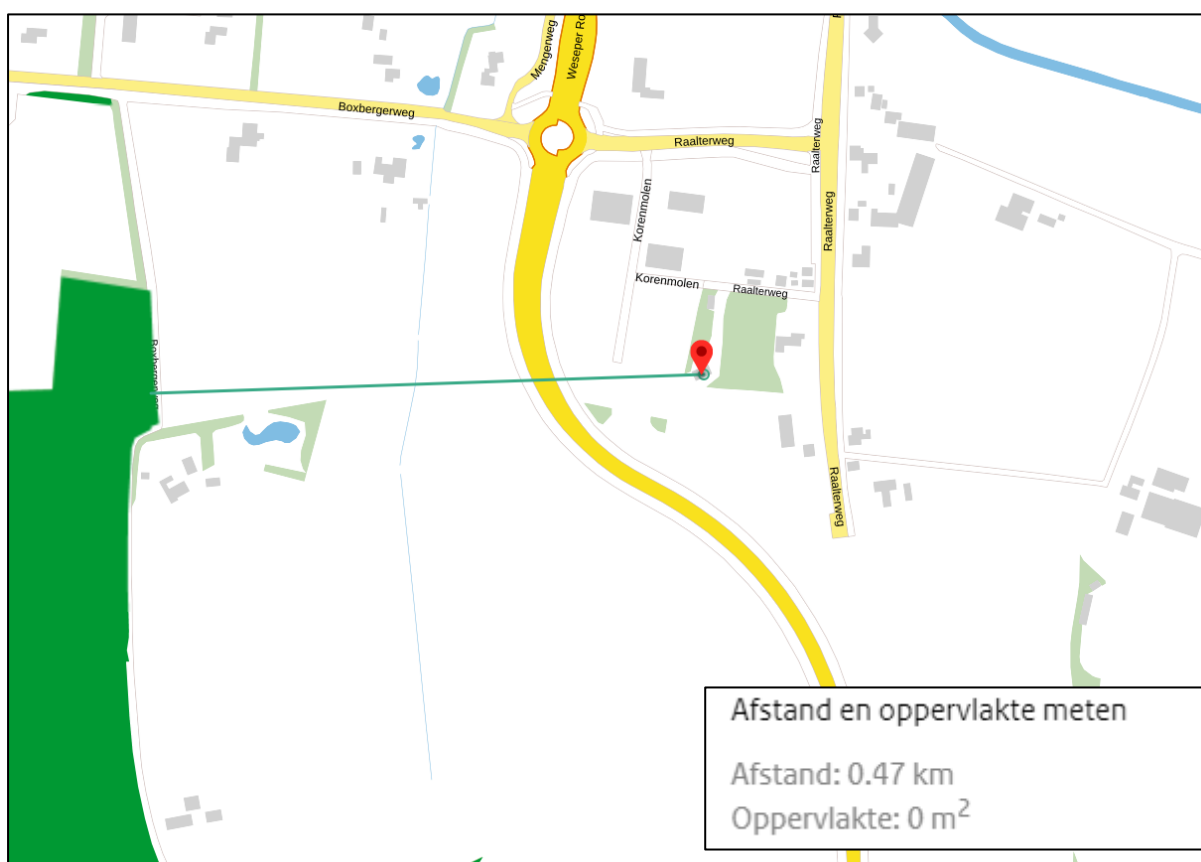 Mengerweg
Weseper Ro
Boxbergerweg
Raalterweg
Raalterweg
Raalterweg
Korenmolen
Korenmolen
Raalterweg
Raalterweg
Afstand en oppervlakte meten
Afstand: 0.47 km
Oppervlakte: 0 m²